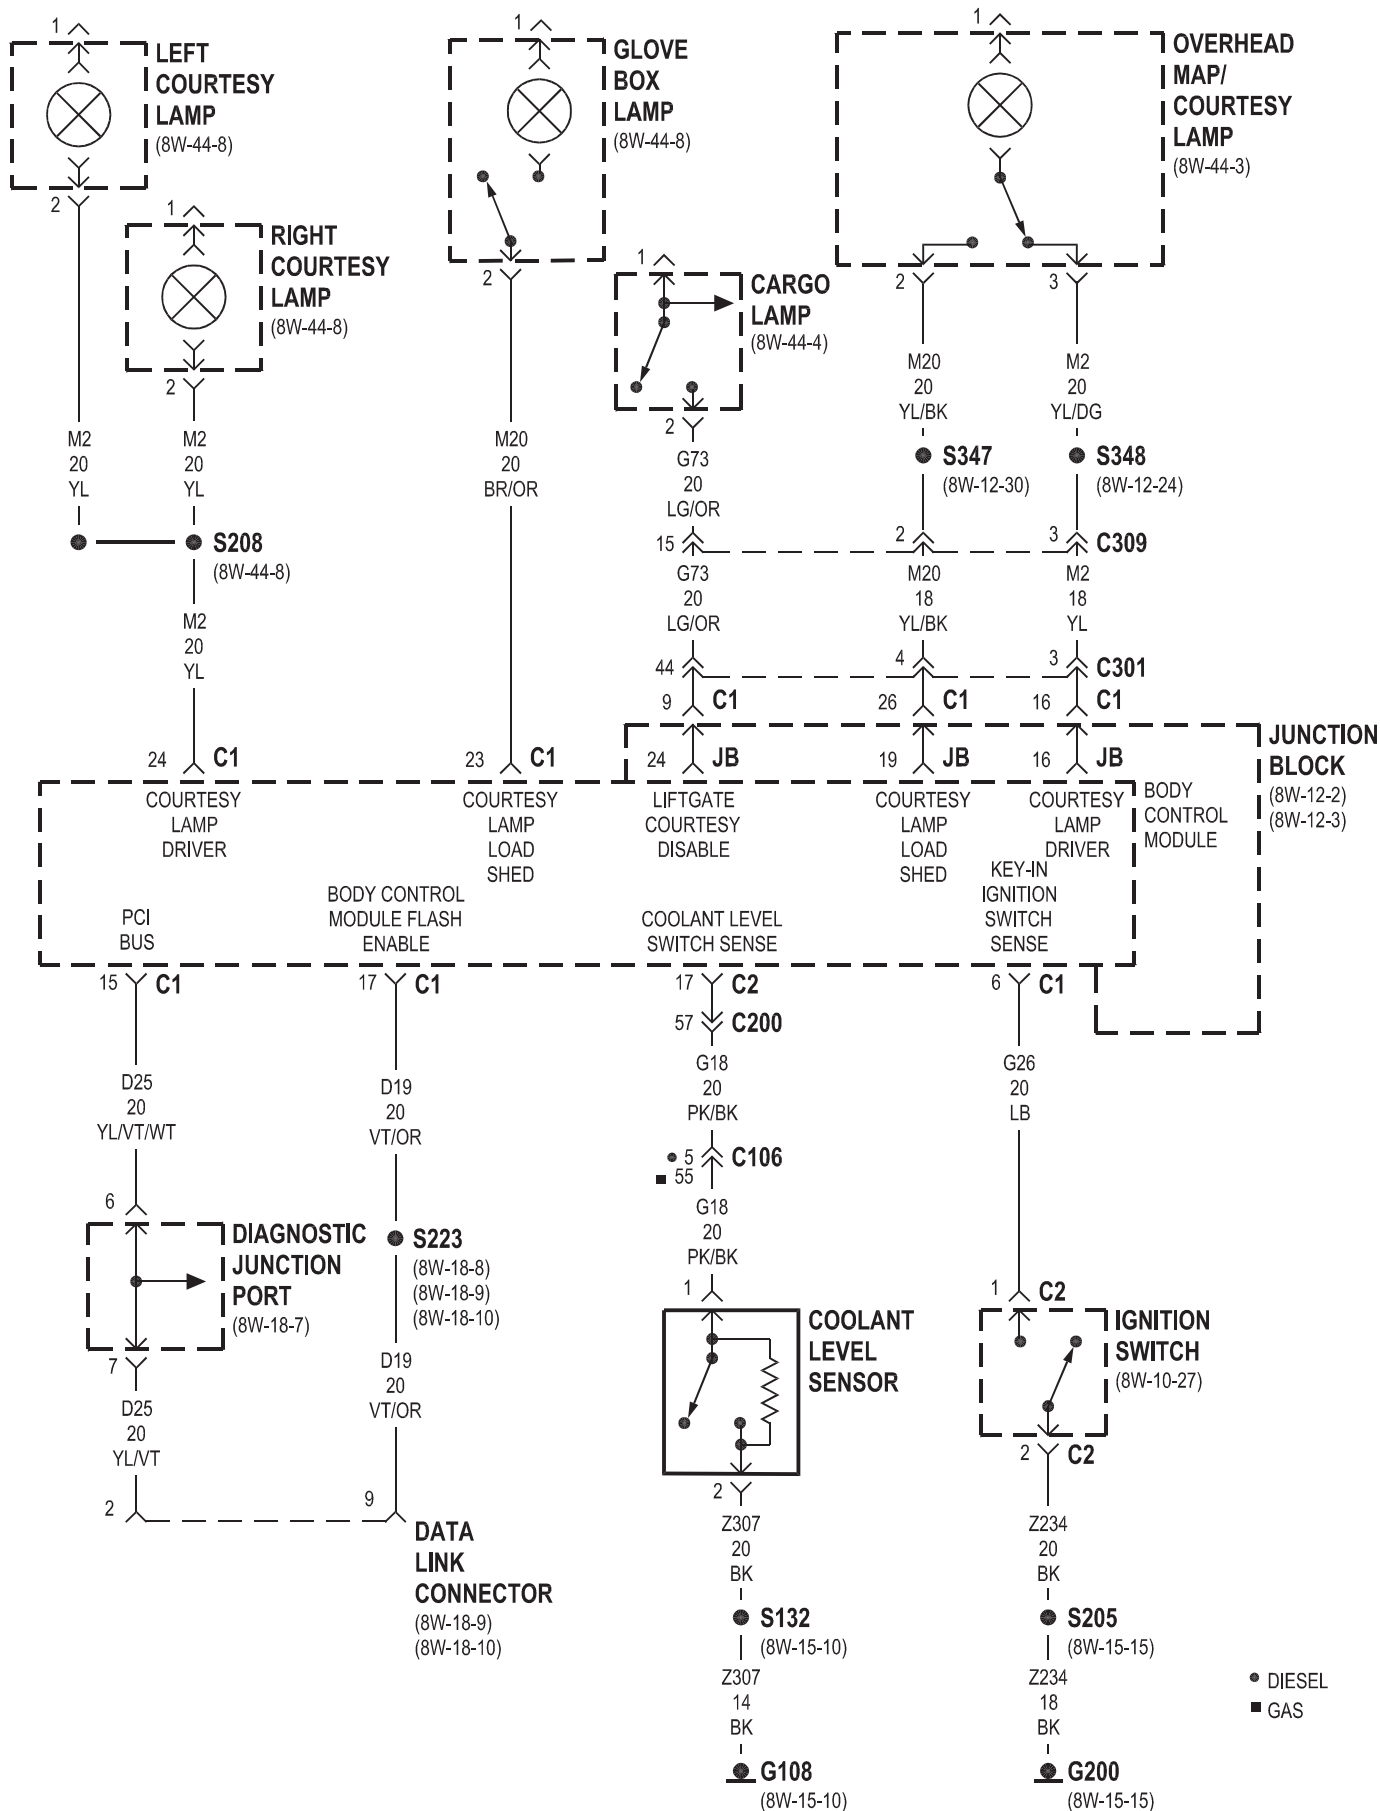 1
LEFT
COURTESY
LAMP
(8W-44-8)
2
1
RIGHT
COURTESY
LAMP
(8W-44-8)
2
1
GLOVE
BOX
LAMP
(8W-44-8)
2
1
CARGO
LAMP
(8W-44-4)
2
1
OVERHEAD
MAP/
COURTESY
LAMP
(8W-44-3)
2
3
M2
20
YL
M2
20
YL
S208
(8W-44-8)
M2
20
YL
24
C1
M20
20
BR/OR
23
C1
G73
20
LG/OR
15
G73
20
LG/OR
44
9
C1
24
JB
M20
20
YL/BK
S347
(8W-12-30)
2
M20
18
YL/BK
4
26
C1
19
JB
M2
20
YL/DG
S348
(8W-12-24)
3
C309
M2
18
YL
3
C301
16
C1
16
JB
JUNCTION
BLOCK
(8W-12-2)
(8W-12-3)
COURTESY
LAMP
DRIVER
COURTESY
LAMP
LOAD
SHED
LIFTGATE
COURTESY
DISABLE
COURTESY
LAMP
LOAD
SHED
COURTESY
LAMP
DRIVER
BODY
CONTROL
MODULE
PCI
BUS
BODY CONTROL
MODULE FLASH
ENABLE
COOLANT LEVEL
SWITCH SENSE
KEY-IN
IGNITION
SWITCH
SENSE
15
C1
D25
20
YL/VT/WT
6
DIAGNOSTIC
JUNCTION
PORT
(8W-18-7)
7
D25
20
YL/VT
2
17
C1
D19
20
VT/OR
S223
(8W-18-8)
(8W-18-9)
(8W-18-10)
D19
20
VT/OR
9
DATA
LINK
CONNECTOR
(8W-18-9)
(8W-18-10)
17
C2
57
C200
G18
20
PK/BK
5
C106
55
G18
20
PK/BK
1
COOLANT
LEVEL
SENSOR
2
Z307
20
BK
S132
(8W-15-10)
Z307
14
BK
G108
(8W-15-10)
6
C1
G26
20
LB
1
C2
IGNITION
SWITCH
(8W-10-27)
2
C2
Z234
20
BK
S205
(8W-15-15)
Z234
18
BK
G200
(8W-15-15)
DIESEL
GAS